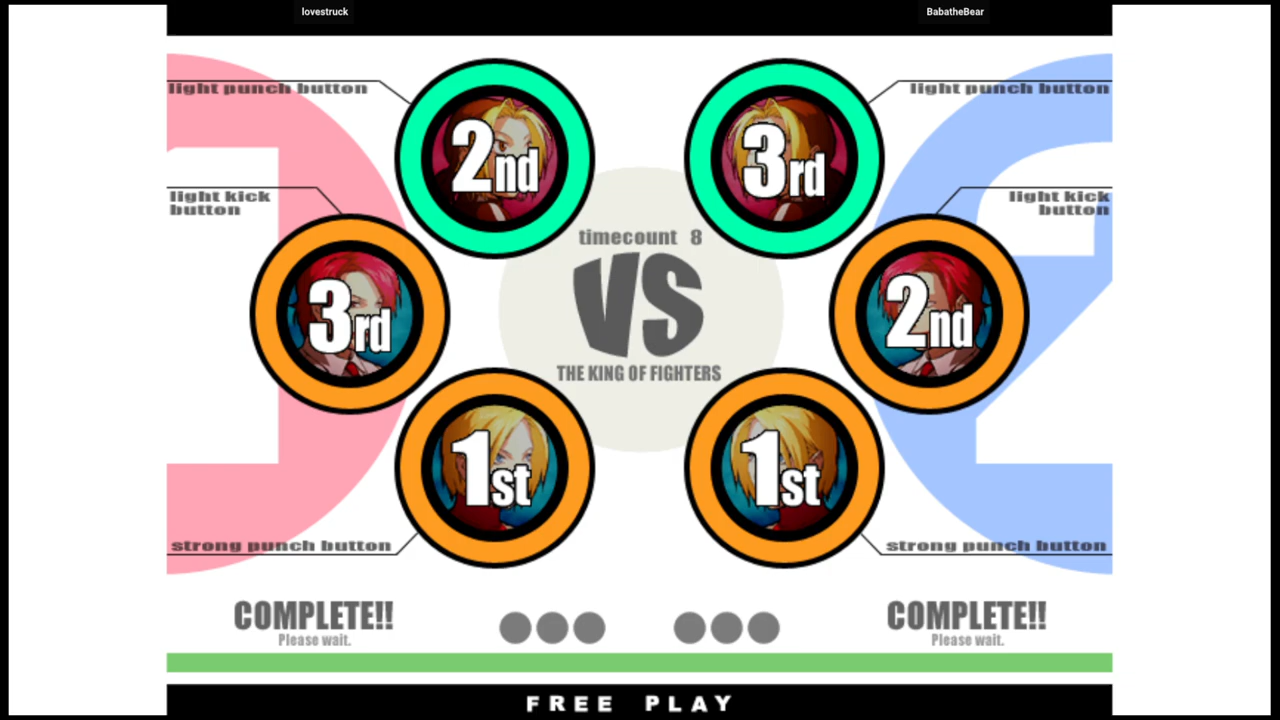 lovestruck
BabatheBear
light punch button
light punch button
2nd
3rd
light kick
button
light kick
button
timecount 8
VS
THE KING OF FIGHTERS
3rd
2nd
1st
1st
strong punch button
strong punch button
COMPLETE!!
Please wait.
COMPLETE!!
Please wait.
FREE PLAY